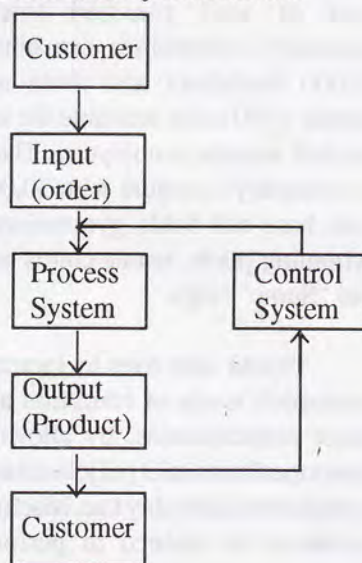 Customer
Input
(order)
Process
System
Control
System
Output
(Product)
Customer